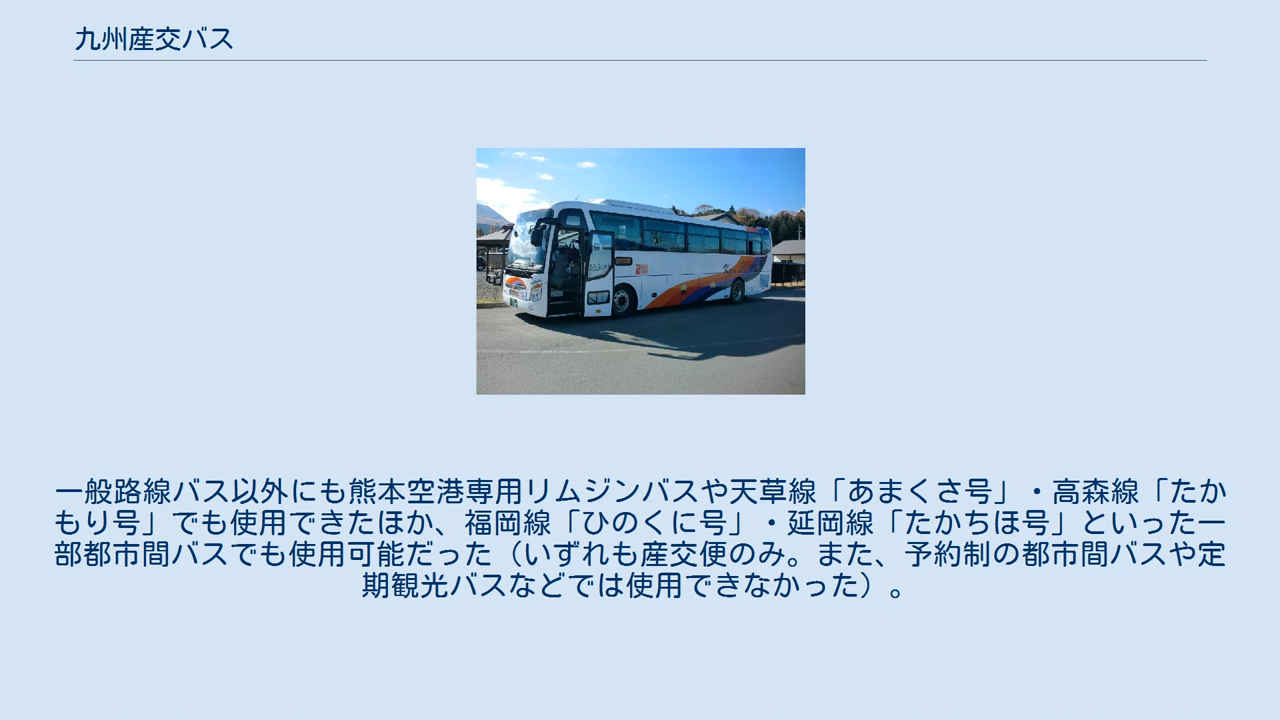 九州産交バス
一般路線バス以外にも熊本空港専用リムジンバスや天草線「あまくさ号」・高森線「たか
もり号」でも使用できたほか、福岡線「ひのくに号」・延岡線「たかちほ号」といった一
部都市間バスでも使用可能だった（いずれも産交便のみ。また、予約制の都市間バスや定
期観光バスなどでは使用できなかった）。